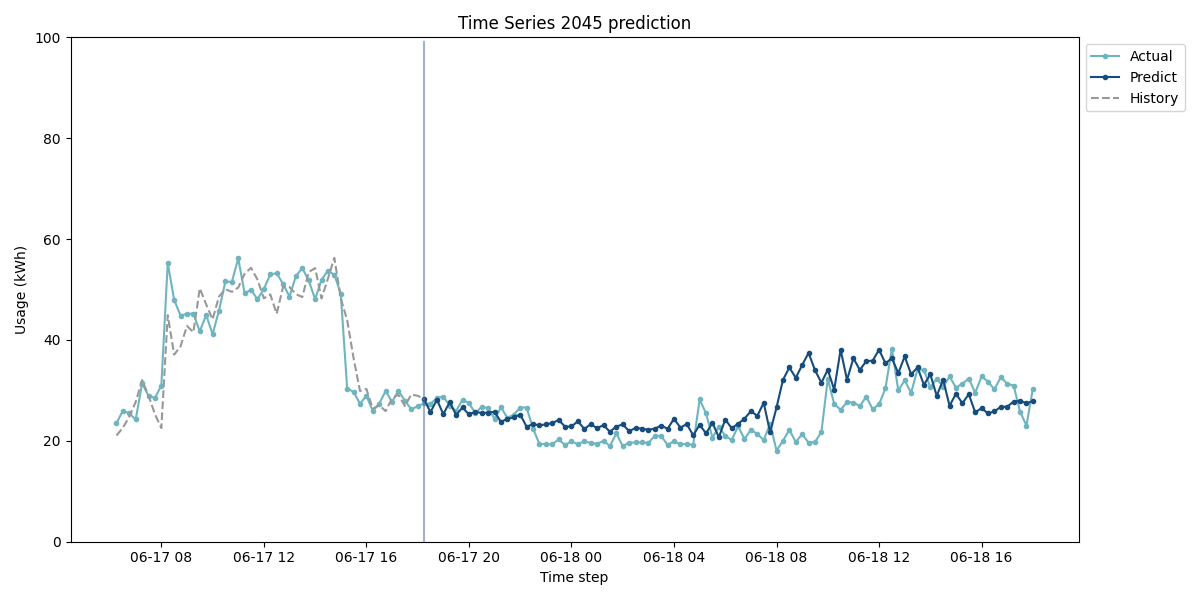 Time Series 2045 prediction
100
80
60
40
20
0
Usage (kWh)
06-17 08
06-17 12
06-17 16
06-17 20
06-18 00
06-18 04
06-18 08
06-18 12
06-18 16
Time step
Actual
Predict
History